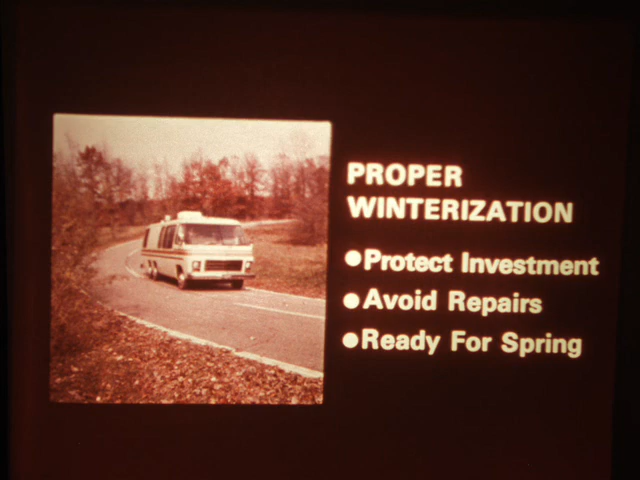 PROPER
WINTERIZATION
●Protect Investment
●Avoid Repairs
●Ready For Spring